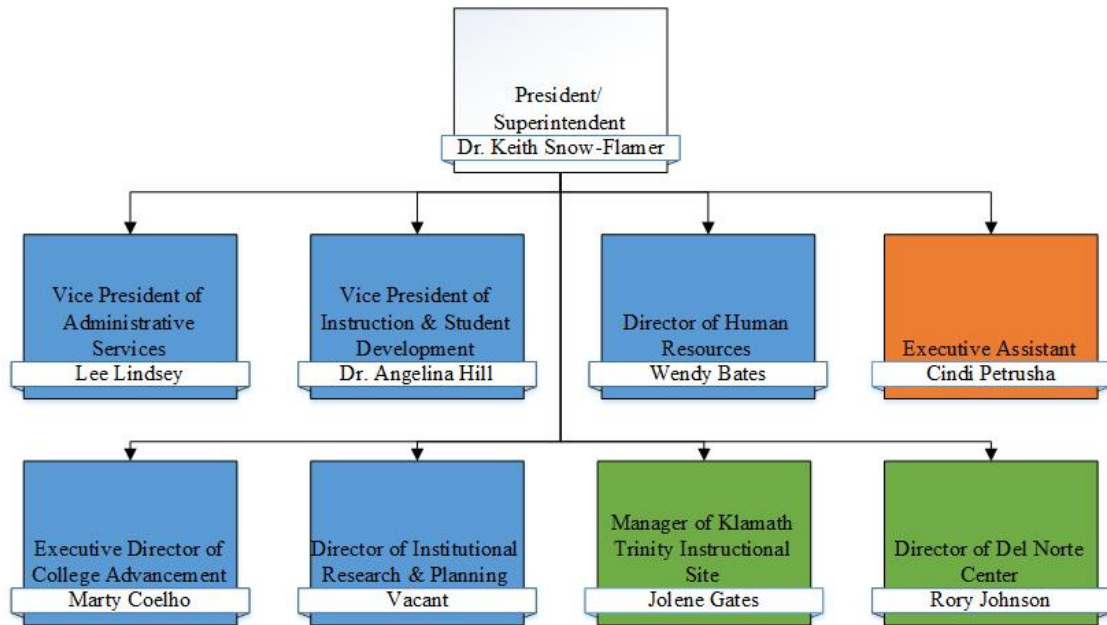 President/
Superintendent
Dr. Keith Snow-Flamer
Vice President of
Administrative
Services
Lee Lindsey
Vice President of
Instruction & Student
Development
Dr. Angelina Hill
Director of Human
Resources
Wendy Bates
Executive Assistant
Cindi Petrusha
Executive Director of
College Advancement
Marty Coelho
Director of Institutional
Research & Planning
Vacant
Manager of Klamath
Trinity Instructional
Site
Jolene Gates
Director of Del Norte
Center
Rory Johnson